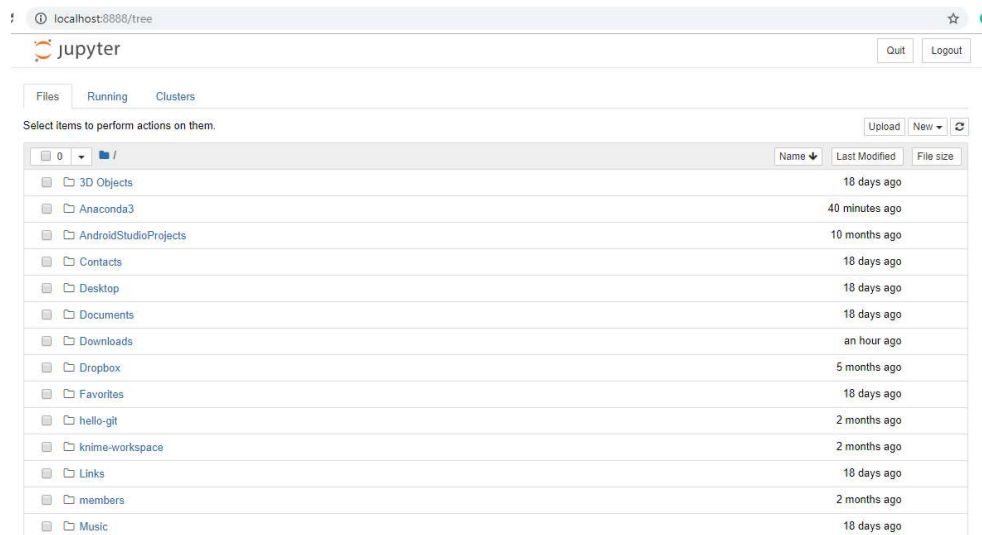 localhost:8888/tree
jupyter
Quit Logout
Files Running Clusters
Select items to perform actions on them.
Upload New
0 / Name Last Modified File size
3D Objects 18 days ago
Anaconda3 40 minutes ago
AndroidStudioProjects 10 months ago
Contacts 18 days ago
Desktop 18 days ago
Documents 18 days ago
Downloads an hour ago
Dropbox 5 months ago
Favorites 18 days ago
hello-git 2 months ago
knime-workspace 2 months ago
Links 18 days ago
members 2 months ago
Music 18 days ago